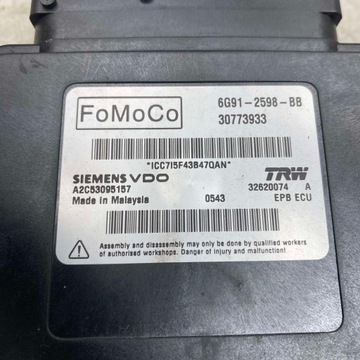 FoMoCo
6G91-2598-BB
30773933
*ICC7I5F43B47QAN*
SIEMENS VDO
TRW
A2C53095157
32620074 A
Made in Malaysia
0543
EPB ECU
Assembly and disassembly may only be done by qualified workers
of authorised workshops. Danger of injury and malfunction!